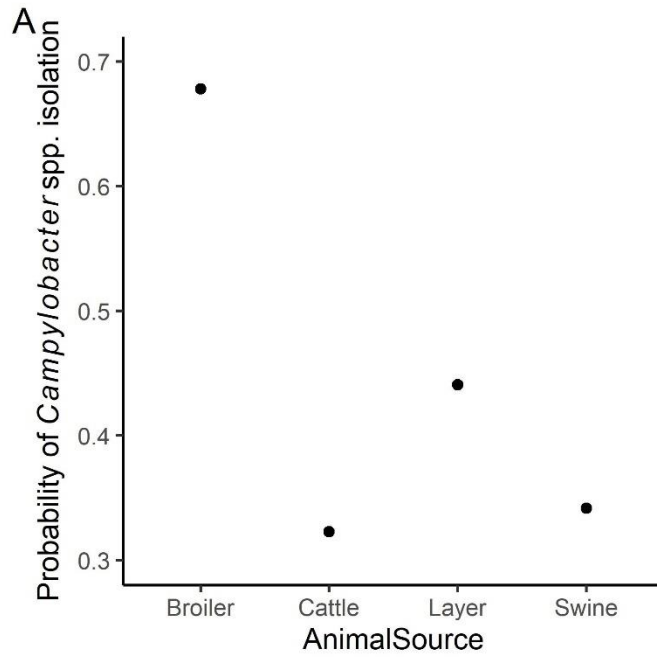 A
Probability of Campylobacter spp. isolation
0.7
0.6
0.5
0.4
0.3
Broiler Cattle Layer Swine
AnimalSource